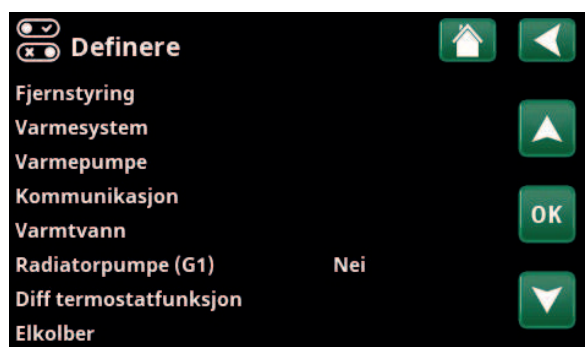 Definere
Fjernstyring
Varmesystem
Varmepumpe
Kommunikasjon
Varmtvann
OK
Radiatorpumpe (G1) Nei
Diff termostatfunksjon
Elkolber